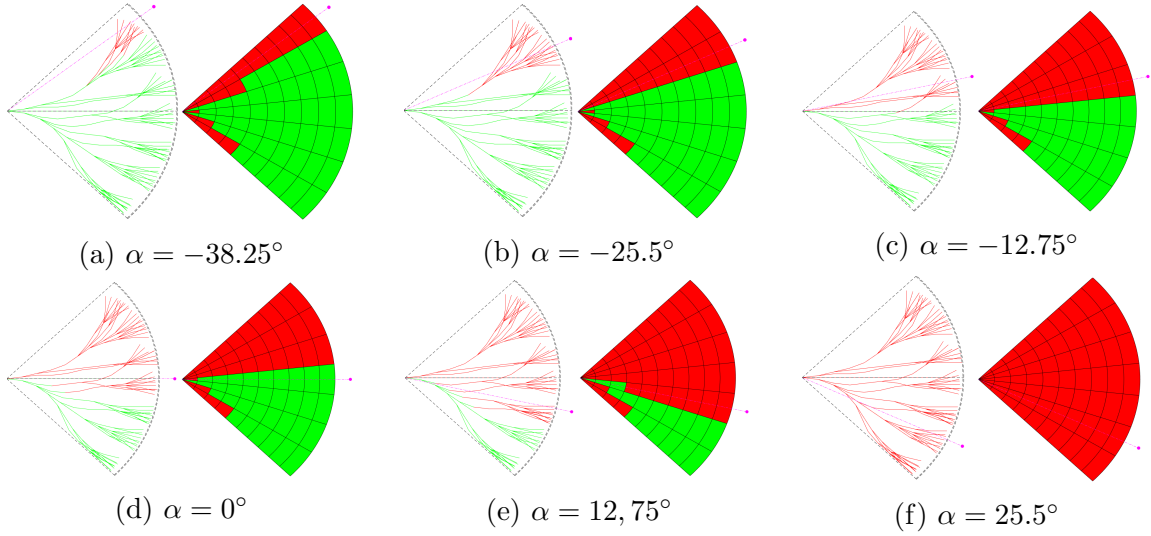 (a) α = −38.25°
(b) α = −25.5°
(c) α = −12.75°
(d) α = 0°
(e) α = 12, 75°
(f) α = 25.5°